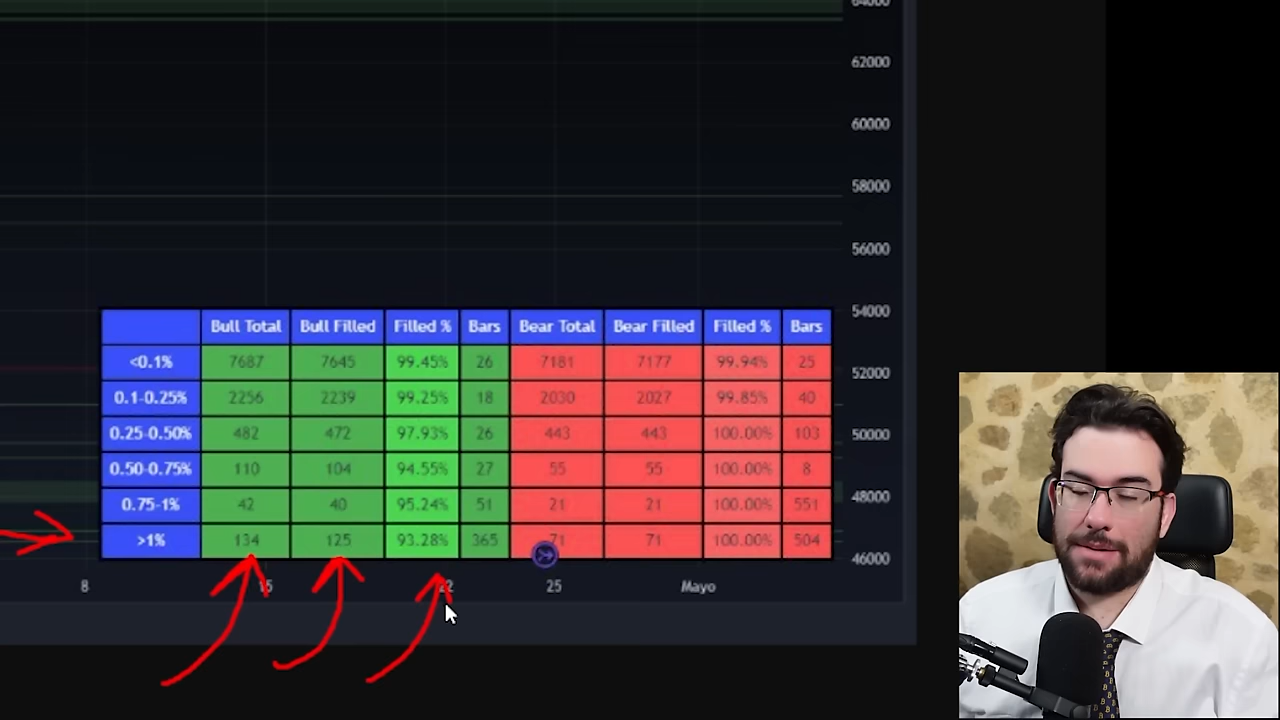 64000
62000
60000
58000
56000
54000
Bull Total Bull Filled Filled % Bars Bear Total Bear Filled Filled % Bars
<0.1% 7687 7645 99.45% 26 7181 7177 99.94% 25
52000
0.1-0.25% 2256 2239 99.25% 18 2030 2027 99.85% 40
0.25-0.50% 482 472 97.93% 26 443 443 100.00% 103
50000
0.50-0.75% 110 104 94.55% 27 55 55 100.00% 8
48000
0.75-1% 42 40 95.24% 51 21 21 100.00% 551
>1% 134 125 93.28% 365 71 71 100.00% 504
46000
8 15 22 25 Mayo